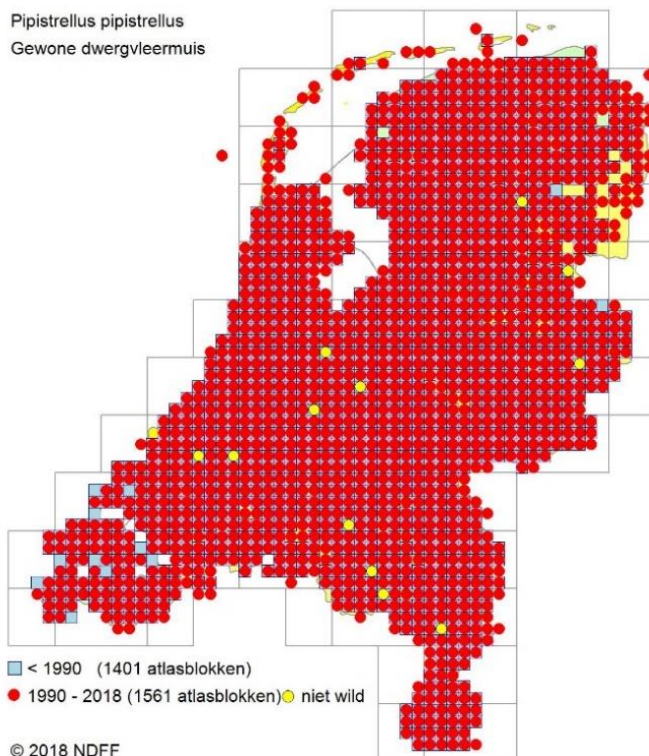 Pipistrellus pipistrellus
Gewone dwergvleermuis
< 1990 (1401 atlasblokken)
1990 - 2018 (1561 atlasblokken) niet wild
© 2018 NDFF